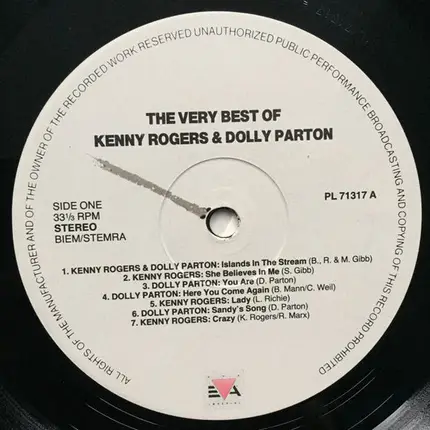 ALL RIGHTS OF THE MANUFACTURER AND OF THE OWNER OF THE RECORDED WORK RESERVED UNAUTHORIZED PUBLIC PERFORMANCE BROADCASTING AND COPYING OF THIS RECORD PROHIBITED
THE VERY BEST OF
KENNY ROGERS & DOLLY PARTON
SIDE ONE
33⅓ RPM
STEREO
BIEM/STEMRA
PL 71317 A
1. KENNY ROGERS & DOLLY PARTON: Islands In The Stream (B., R. & M. Gibb)
2. KENNY ROGERS: She Believes In Me (S. Gibb)
3. DOLLY PARTON: You Are (D. Parton)
4. DOLLY PARTON: Here You Come Again (B. Mann/C. Weil)
5. KENNY ROGERS: Lady (L. Richie)
6. DOLLY PARTON: Sandy's Song (D. Parton)
7. KENNY ROGERS: Crazy (K. Rogers/R. Marx)
EVA